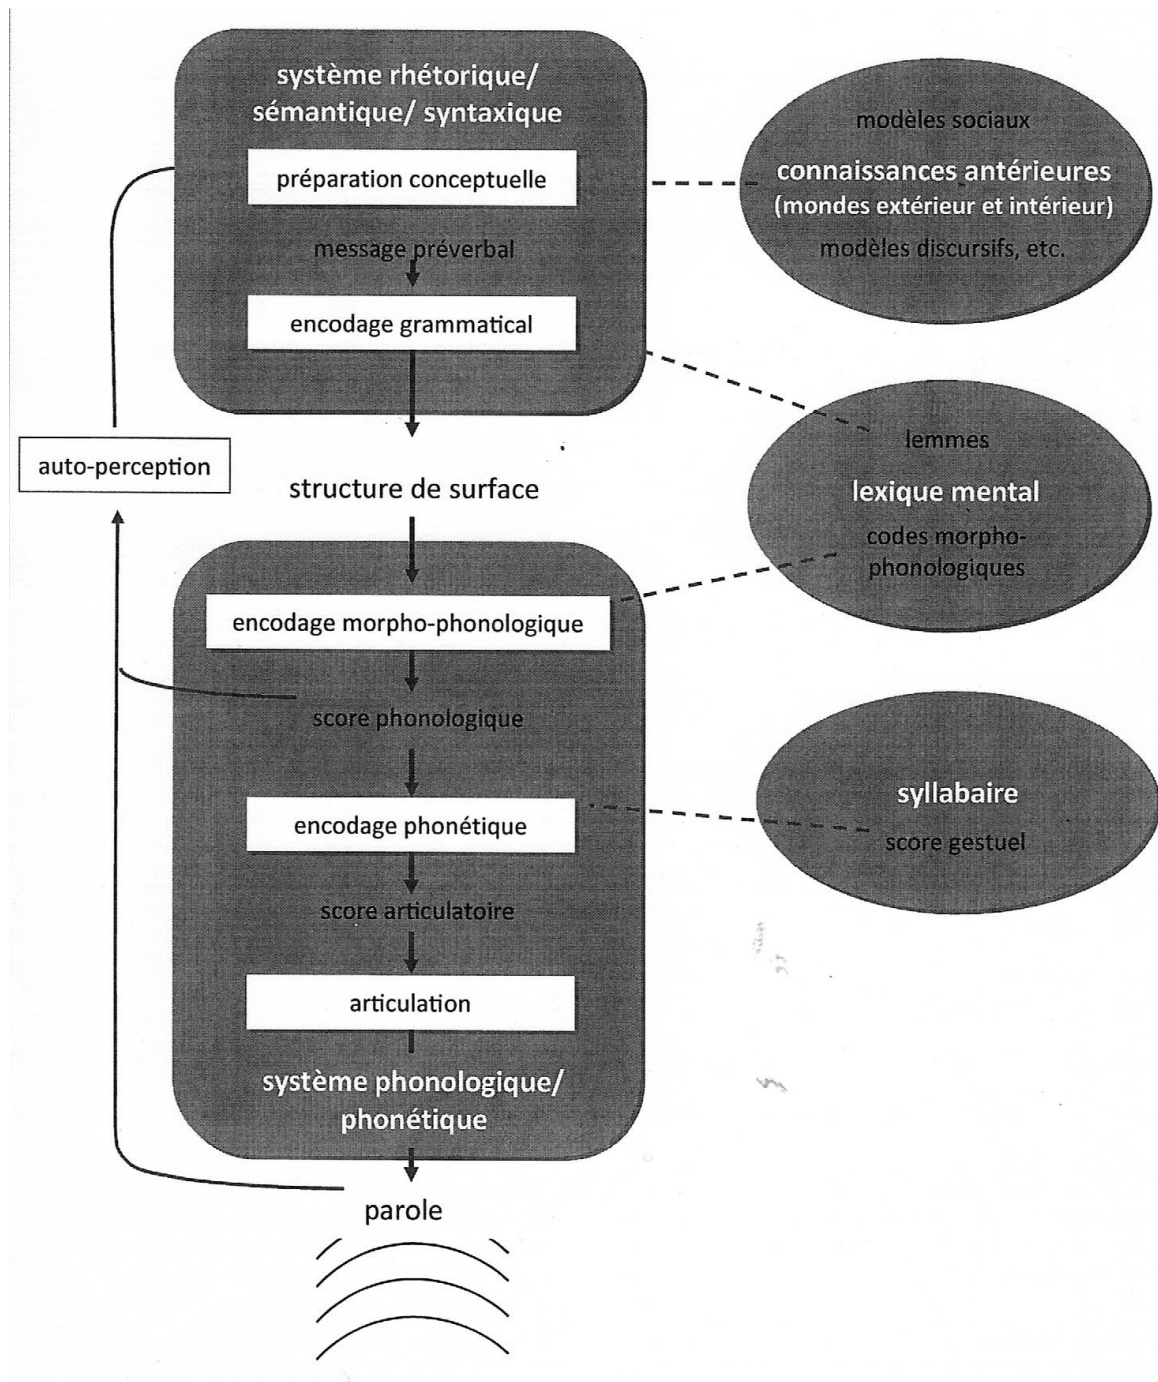 système rhétorique/
sémantique/ syntaxique
préparation conceptuelle
message préverbal
encodage grammatical
modèles sociaux
connaissances antérieures
(mondes extérieur et intérieur)
modèles discursifs, etc.
auto-perception
structure de surface
lemmes
lexique mental
codes morpho-
phonologiques
encodage morpho-phonologique
score phonologique
encodage phonétique
score articulatoire
articulation
système phonologique/
phonétique
syllabaire
score gestuel
parole